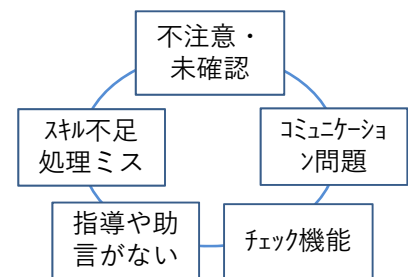 不注意・
未確認
ｺﾐｭﾆｹｰｼｮ
ﾝ問題
ﾁｪｯｸ機能
指導や助
言がない
ｽｷﾙ不足
処理ミス